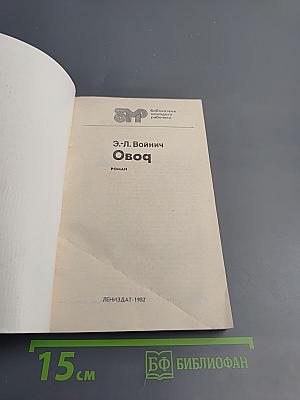 БМР
библиотека
молодого
рабочего
Э.-Л. Войнич
Овод
РОМАН
ЛЕНИЗДАТ·1982
15 см
БФ БИБЛИОФАН